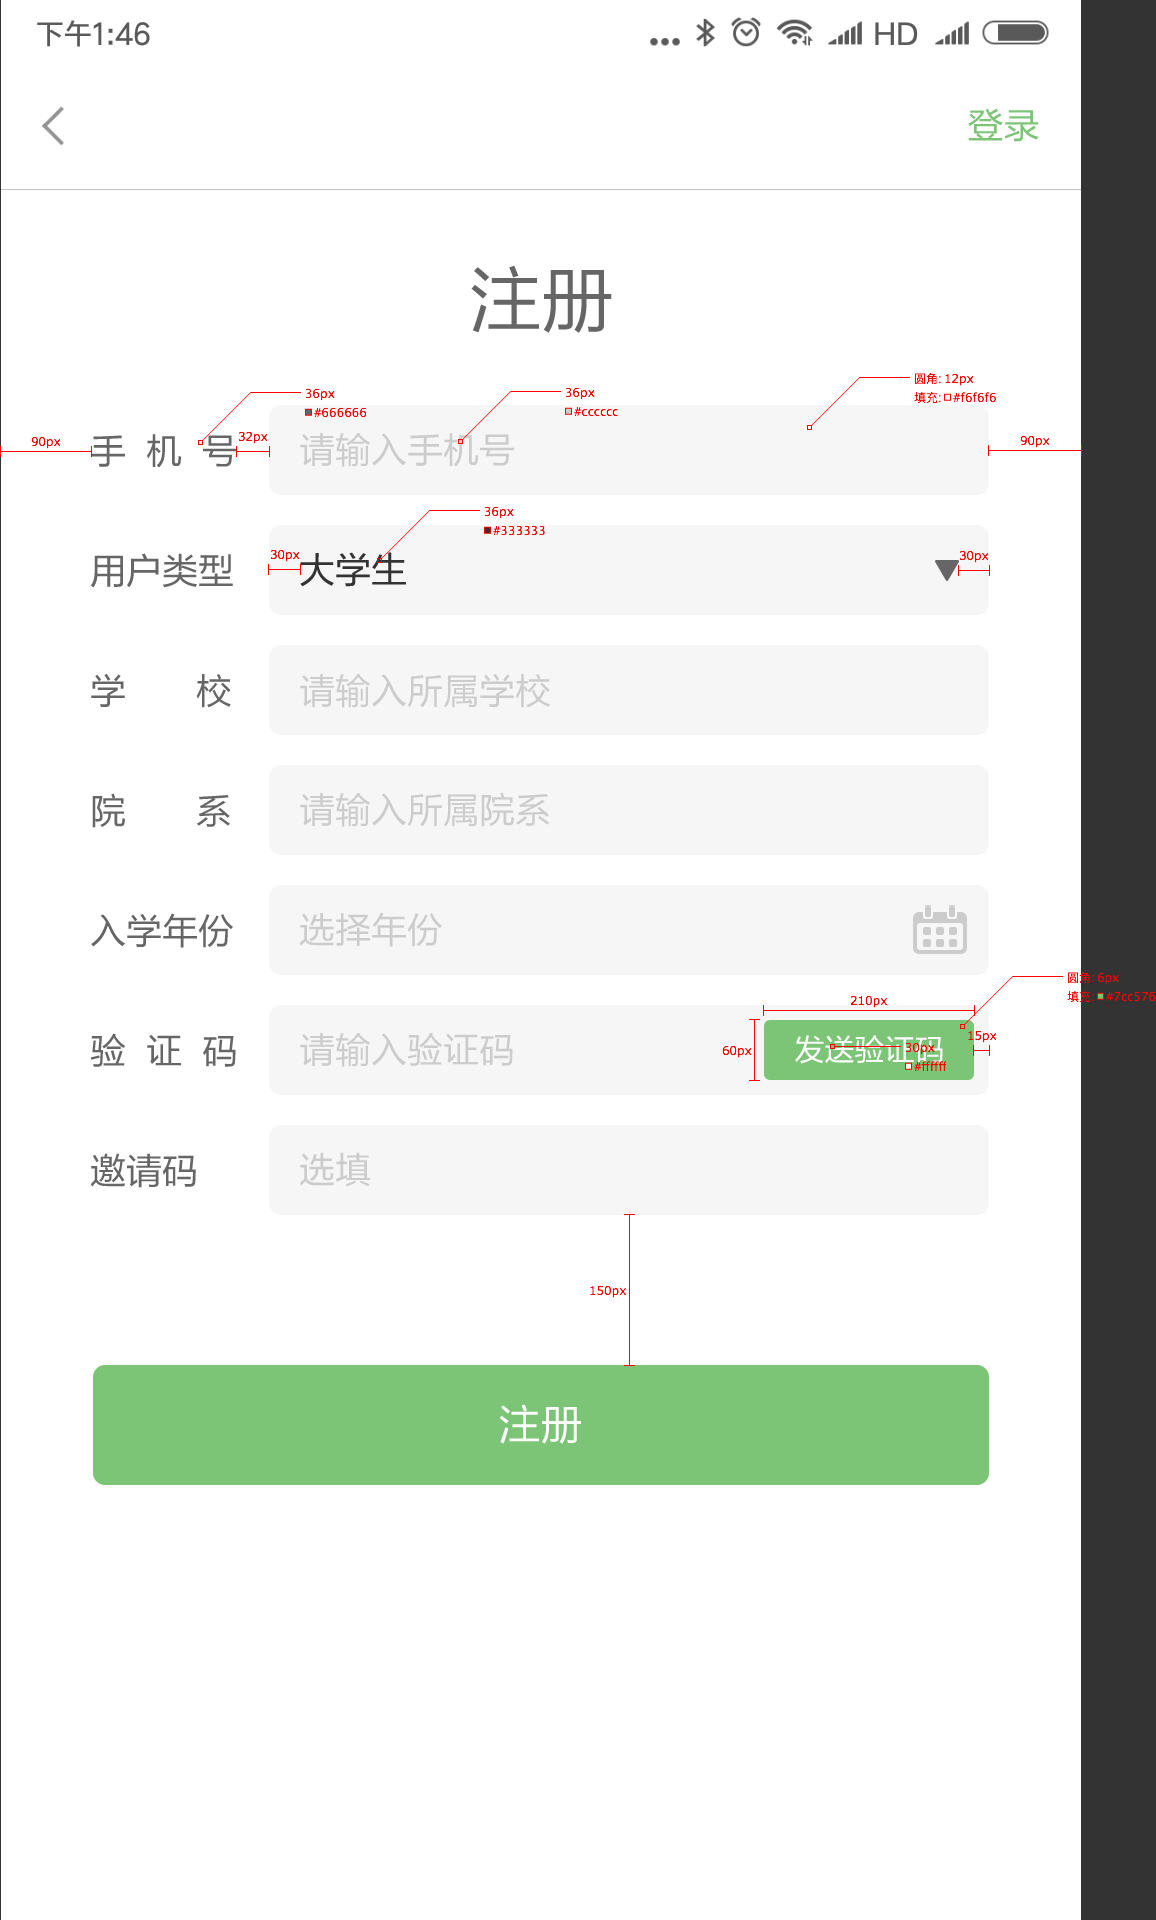 下午1:46 ... HD
登录
注册
36px
#666666
36px
#cccccc
圆角: 12px
填充: #f6f6f6
90px
手 机 号
32px
请输入手机号
90px
36px
#333333
用户类型
30px
大学生
30px
学 校
请输入所属学校
院 系
请输入所属院系
入学年份
选择年份
圆角: 6px
填充: #7cc576
210px
验 证 码
请输入验证码
60px
发送验证码
30px
#ffffff
15px
邀请码
选填
150px
注册